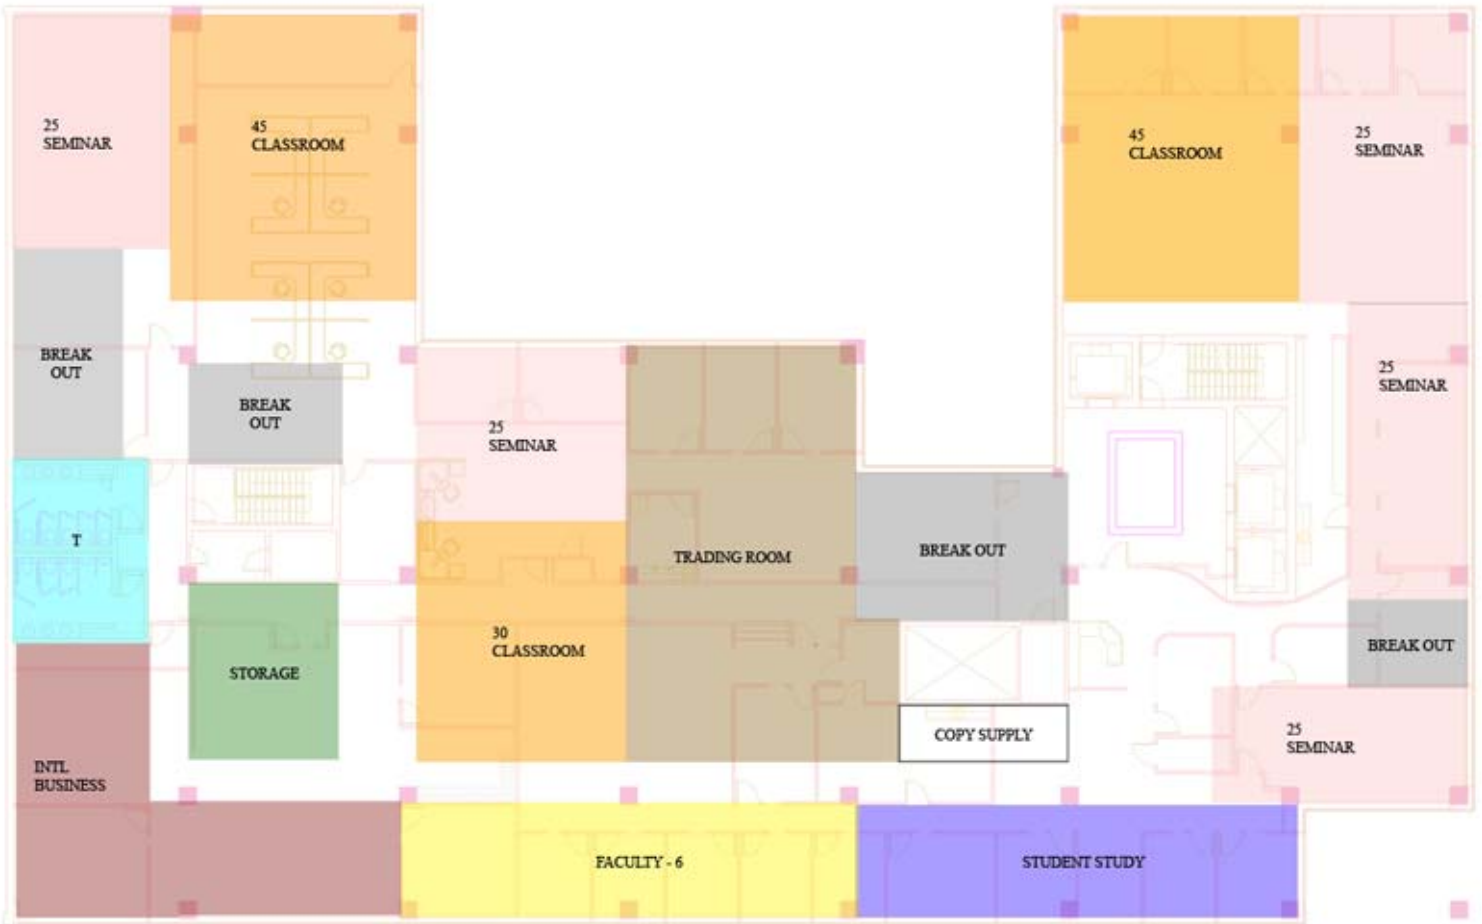 25
SEMINAR
45
CLASSROOM
45
CLASSROOM
25
SEMINAR
BREAK
OUT
BREAK
OUT
25
SEMINAR
25
SEMINAR
T
TRADING ROOM
BREAK OUT
30
CLASSROOM
STORAGE
BREAK OUT
COPY SUPPLY
25
SEMINAR
INTL
BUSINESS
FACULTY - 6
STUDENT STUDY